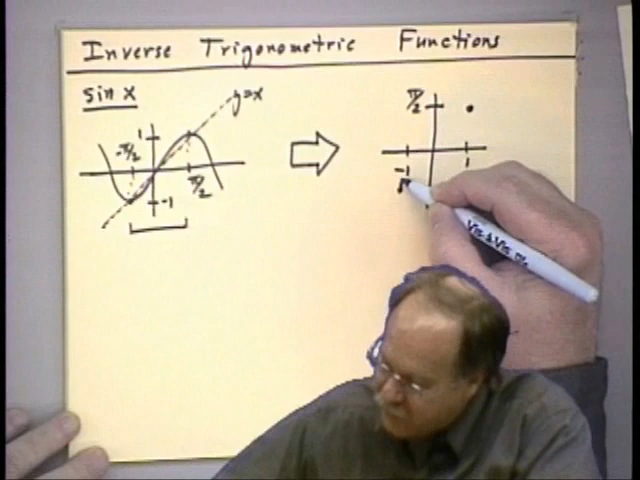 Inverse Trigonometric Functions
sin x
y=x
-π/2
1
π/2
-1
π/2
-1
1